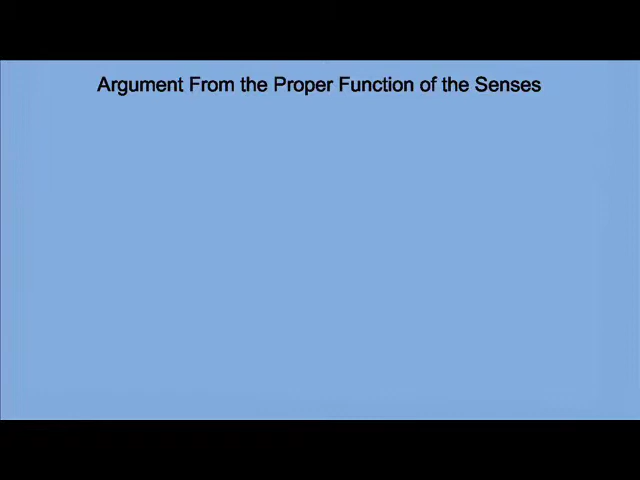 Argument From the Proper Function of the Senses